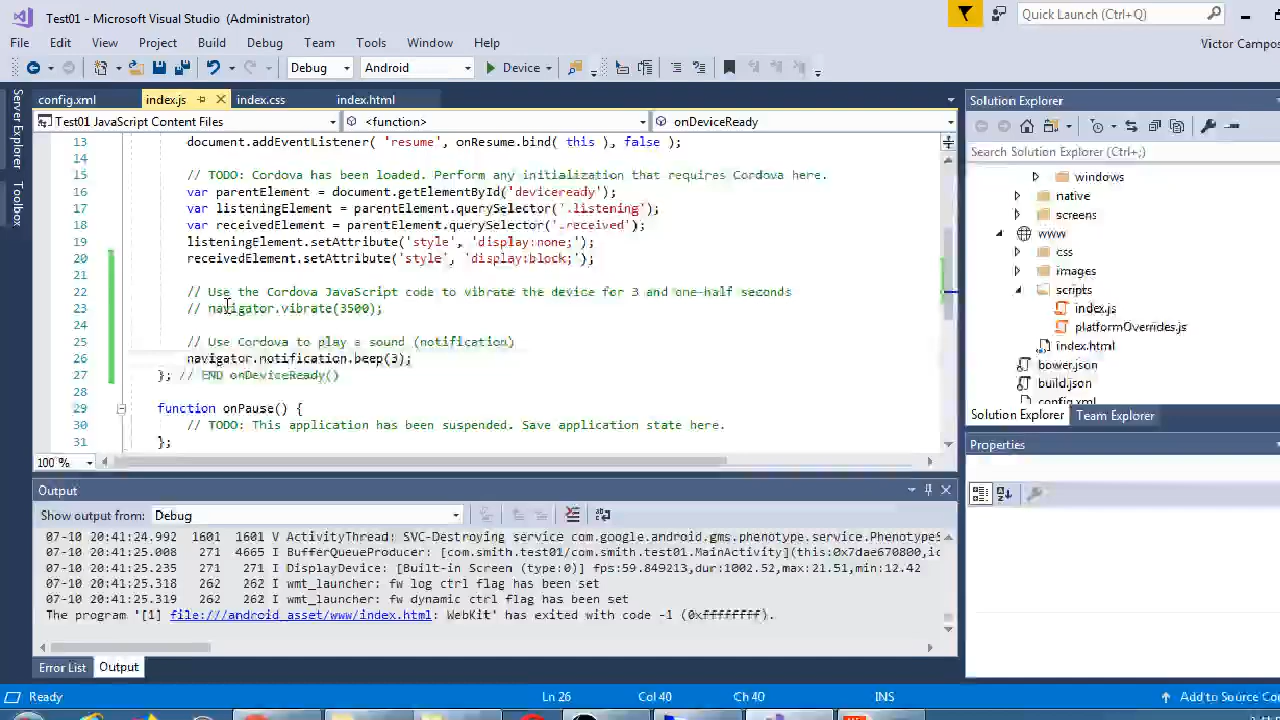 Test01 - Microsoft Visual Studio (Administrator)
Quick Launch (Ctrl+Q)
File Edit View Project Build Debug Team Tools Window Help
Victor Campo
Debug Android Device
Server Explorer
Toolbox
config.xml index.js index.css index.html
Test01 JavaScript Content Files <function> onDeviceReady
13 document.addEventListener( 'resume', onResume.bind( this ), false );
14
15 // TODO: Cordova has been loaded. Perform any initialization that requires Cordova here.
16 var parentElement = document.getElementById('deviceready');
17 var listeningElement = parentElement.querySelector('.listening');
18 var receivedElement = parentElement.querySelector('.received');
19 listeningElement.setAttribute('style', 'display:none;');
20 receivedElement.setAttribute('style', 'display:block;');
21
22 // Use the Cordova JavaScript code to vibrate the device for 3 and one-half seconds
23 // navigator.vibrate(3500);
24
25 // Use Cordova to play a sound (notification)
26 navigator.notification.beep(3);
27 }; // END onDeviceReady()
28
29 function onPause() {
30 // TODO: This application has been suspended. Save application state here.
31 };
100 %
Solution Explorer
Search Solution Explorer (Ctrl+;)
windows
native
screens
www
css
images
scripts
index.js
platformOverrides.js
index.html
bower.json
build.json
config.xml
Solution Explorer Team Explorer
Properties
Output
Show output from: Debug
07-10 20:41:24.992 1601 1601 V ActivityThread: SVC-Destroying service com.google.android.gms.phenotype.service.PhenotypeS
07-10 20:41:25.008 271 4665 I BufferQueueProducer: [com.smith.test01/com.smith.test01.MainActivity](this:0x7dae670800,id
07-10 20:41:25.235 271 271 I DisplayDevice: [Built-in Screen (type:0)] fps:59.849213,dur:1002.52,max:21.51,min:12.42
07-10 20:41:25.318 262 262 I wmt_launcher: fw log ctrl flag has been set
07-10 20:41:25.318 262 262 I wmt_launcher: fw dynamic ctrl flag has been set
The program '[1] file:///android_asset/www/index.html: WebKit' has exited with code -1 (0xffffffff).
Error List Output
Ready Ln 26 Col 40 Ch 40 INS Add to Source Co